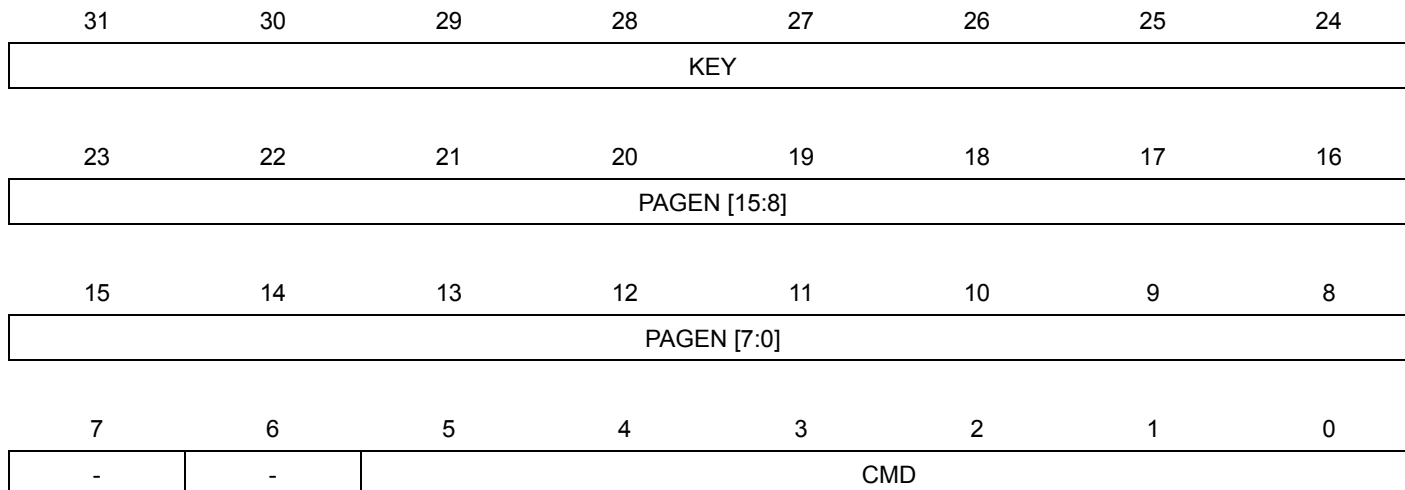 31 30 29 28 27 26 25 24
KEY
23 22 21 20 19 18 17 16
PAGEN [15:8]
15 14 13 12 11 10 9 8
PAGEN [7:0]
7 6 5 4 3 2 1 0
- - CMD